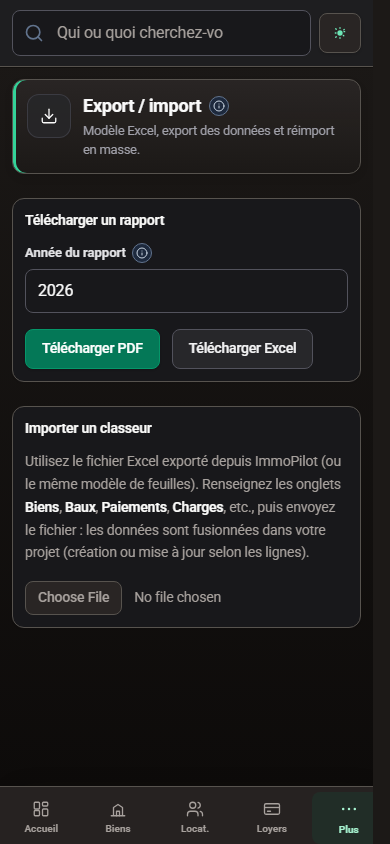 Qui ou quoi cherchez-vo
Export / import
Modèle Excel, export des données et réimport
en masse.
Télécharger un rapport
Année du rapport
2026
Télécharger PDF
Télécharger Excel
Importer un classeur
Utilisez le fichier Excel exporté depuis ImmoPilot (ou
le même modèle de feuilles). Renseignez les onglets
Biens, Baux, Paiements, Charges, etc., puis envoyez
le fichier : les données sont fusionnées dans votre
projet (création ou mise à jour selon les lignes).
Choose File No file chosen
Accueil
Biens
Locat.
Loyers
Plus